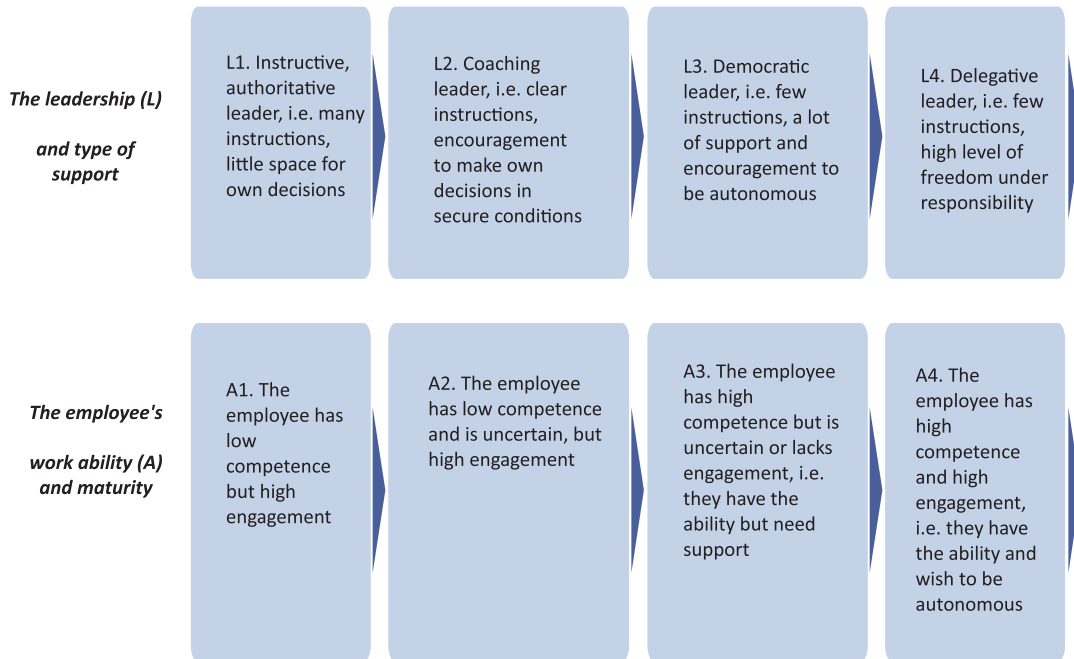 The leadership (L)
and type of
support
L1. Instructive,
authoritative
leader, i.e. many
instructions,
little space for
own decisions
L2. Coaching
leader, i.e. clear
instructions,
encouragement
to make own
decisions in
secure conditions
L3. Democratic
leader, i.e. few
instructions, a lot
of support and
encouragement to
be autonomous
L4. Delegative
leader, i.e. few
instructions,
high level of
freedom under
responsibility
The employee's
work ability (A)
and maturity
A1. The
employee has
low
competence
but high
engagement
A2. The employee
has low competence
and is uncertain, but
high engagement
A3. The employee
has high
competence but is
uncertain or lacks
engagement, i.e.
they have the
ability but need
support
A4. The
employee has
high
competence
and high
engagement,
i.e. they have
the ability and
wish to be
autonomous